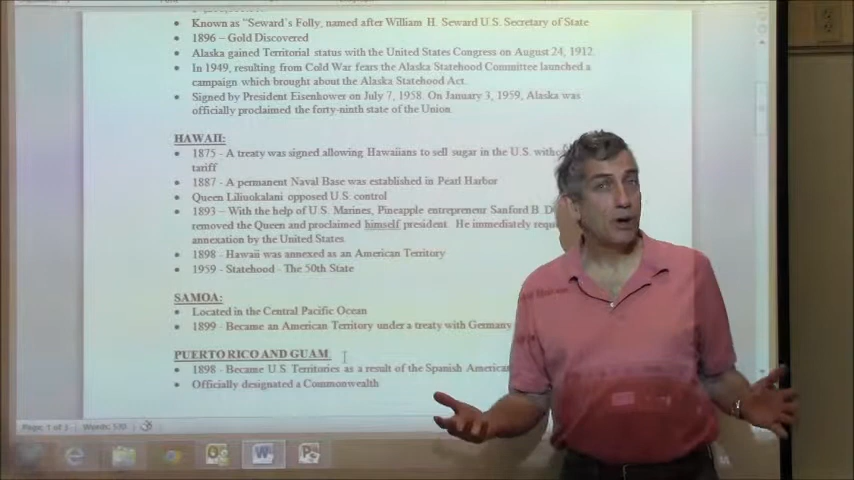 Known as "Seward's Folly, named after William H. Seward U.S. Secretary of State
1896 – Gold Discovered
Alaska gained Territorial status with the United States Congress on August 24, 1912.
In 1949, resulting from Cold War fears the Alaska Statehood Committee launched a
campaign which brought about the Alaska Statehood Act.
Signed by President Eisenhower on July 7, 1958. On January 3, 1959, Alaska was
officially proclaimed the forty-ninth state of the Union.
HAWAII:
1875 - A treaty was signed allowing Hawaiians to sell sugar in the U.S.
tariff
1887 - A permanent Naval Base was established in Pearl Harbor
Queen Liliuokalani opposed U.S. control
1893 – With the help of U.S. Marines, Pineapple entrepreneur Sanford B.
removed the Queen and proclaimed himself president. He immediately
annexation by the United States
1898 - Hawaii was annexed as an American Territory
1959 - Statehood - The 50th State
SAMOA:
Located in the Central Pacific Ocean
1899 - Became an American Territory under a treaty with Germany
PUERTO RICO AND GUAM
1898 - Became U.S. Territories as a result of the Spanish
Officially designated a Commonwealth
Page: 1 of 3 Words: 530